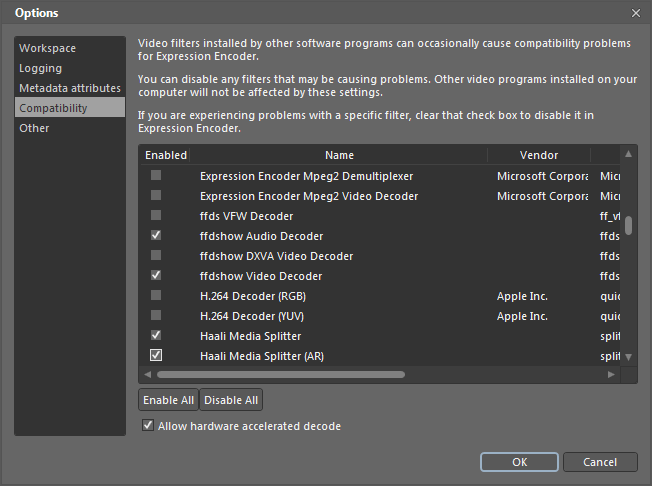 Options
Workspace
Logging
Metadata attributes
Compatibility
Other
Video filters installed by other software programs can occasionally cause compatibility problems
for Expression Encoder.
You can disable any filters that may be causing problems. Other video programs installed on your
computer will not be affected by these settings.
If you are experiencing problems with a specific filter, clear that check box to disable it in
Expression Encoder.
Enabled Name Vendor
Expression Encoder Mpeg2 Demultiplexer Microsoft Corpora Mic
Expression Encoder Mpeg2 Video Decoder Microsoft Corpora Mic
ffds VFW Decoder ff_vf
ffdshow Audio Decoder ffds
ffdshow DXVA Video Decoder ffds
ffdshow Video Decoder ffds
H.264 Decoder (RGB) Apple Inc. quic
H.264 Decoder (YUV) Apple Inc. quic
Haali Media Splitter split
Haali Media Splitter (AR) split
Enable All Disable All
Allow hardware accelerated decode
OK Cancel